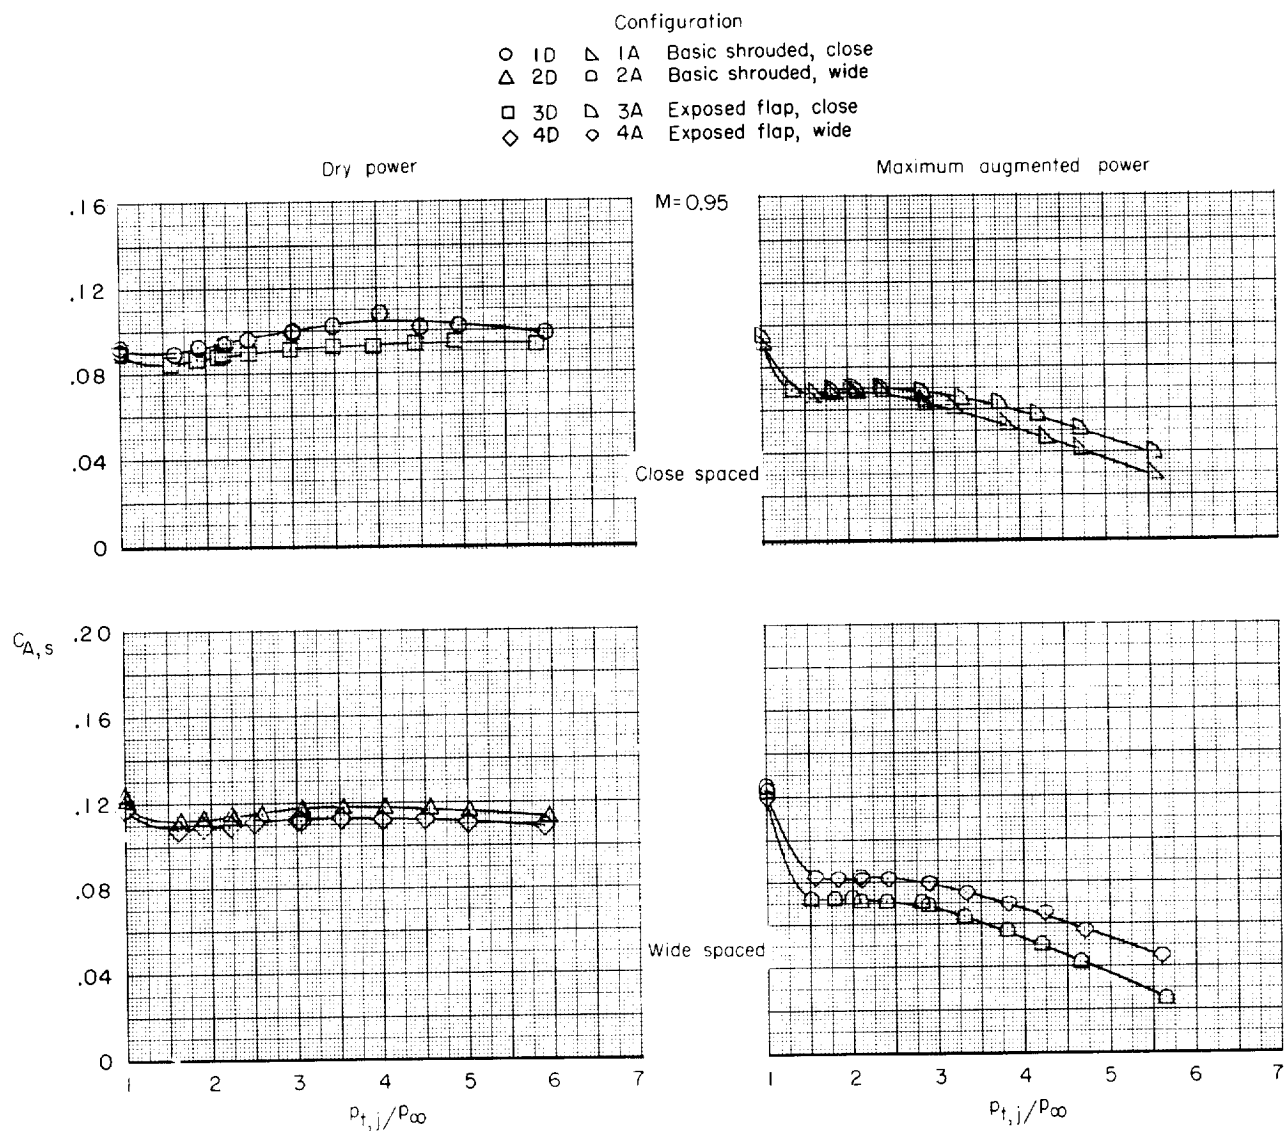 Configuration
1D 1A Basic shrouded, close
2D 2A Basic shrouded, wide
3D 3A Exposed flap, close
4D 4A Exposed flap, wide
Dry power
Maximum augmented power
M=0.95
.16
.12
.08
.04
0
Close spaced
C_A,s
.20
.16
.12
.08
.04
0
Wide spaced
1 2 3 4 5 6 7
1 2 3 4 5 6 7
p_t,j/p_∞
p_t,j/p_∞